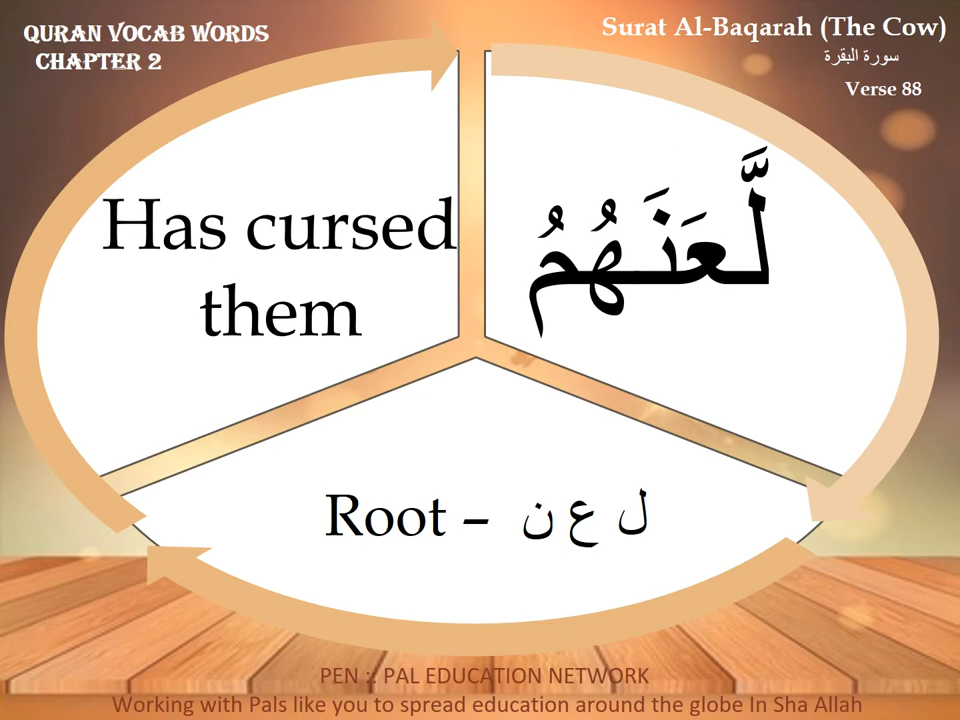 QURAN VOCAB WORDS
CHAPTER 2
Surat Al-Baqarah (The Cow)
سورة البقرة
Verse 88
Has cursed
them
لَّعَنَهُمُ
Root – ل ع ن
PEN :: PAL EDUCATION NETWORK
Working with Pals like you to spread education around the globe In Sha Allah